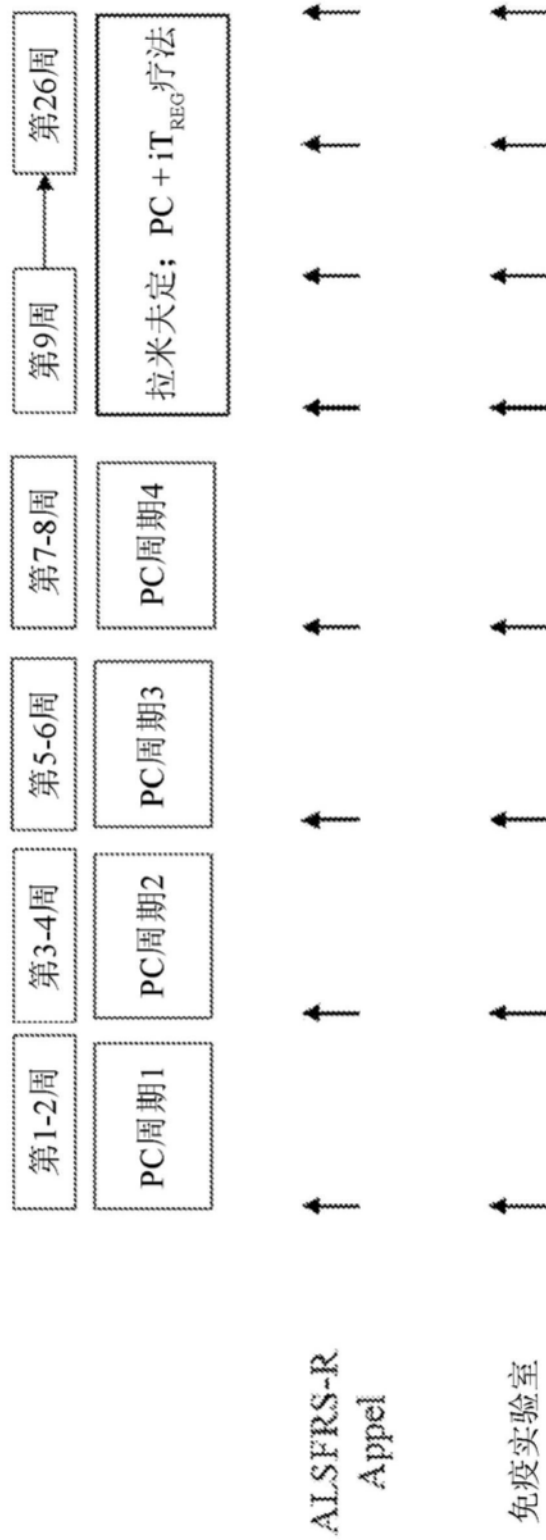 第1-2周
第3-4周
第5-6周
第7-8周
第9周
第26周
PC周期1
PC周期2
PC周期3
PC周期4
拉米夫定；PC + iTREG疗法
ALSFRS-R
Appel
免疫实验室